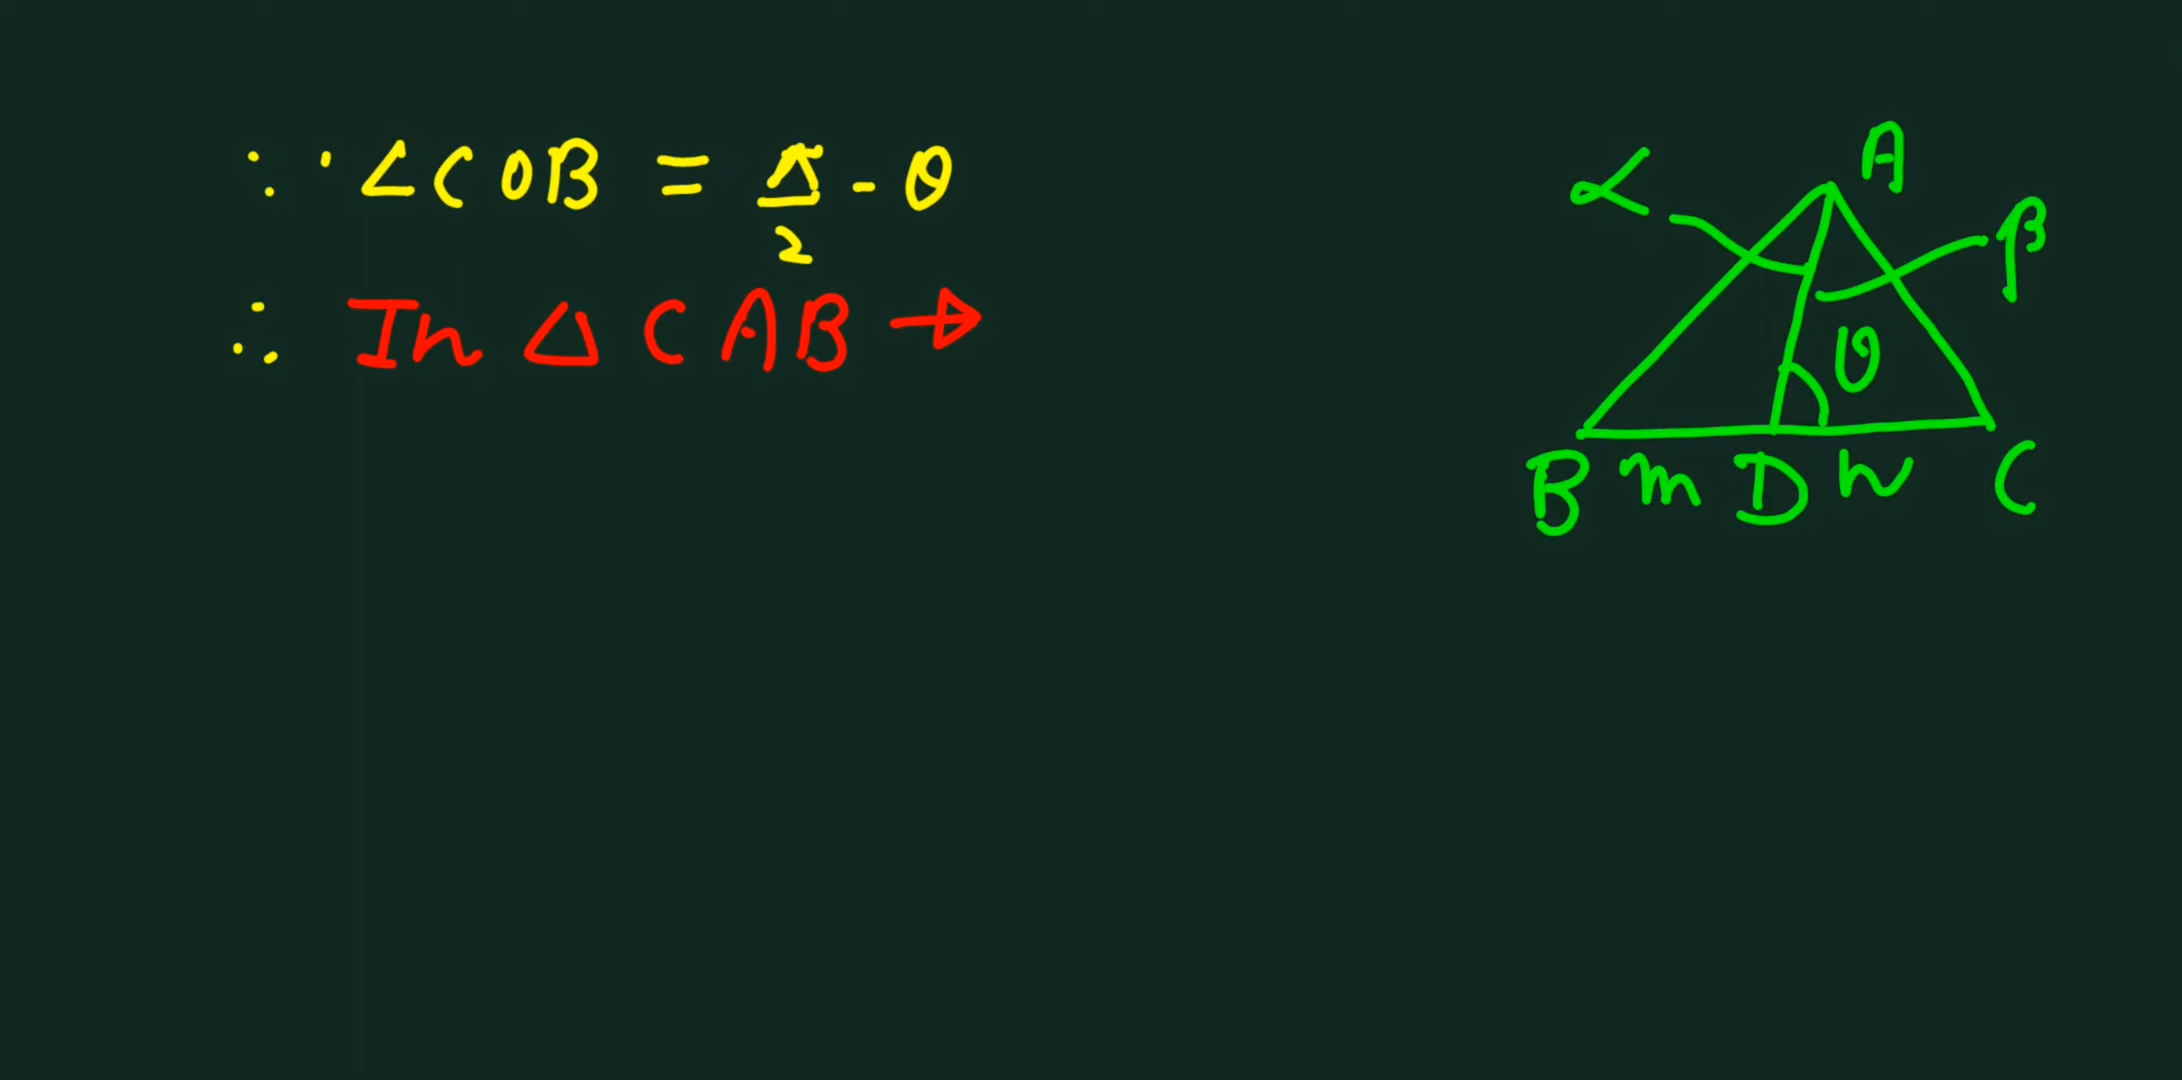 ∵ ∠COB = π/2 - θ
∴ In △ CAB →
A
α
β
θ
B m D n C